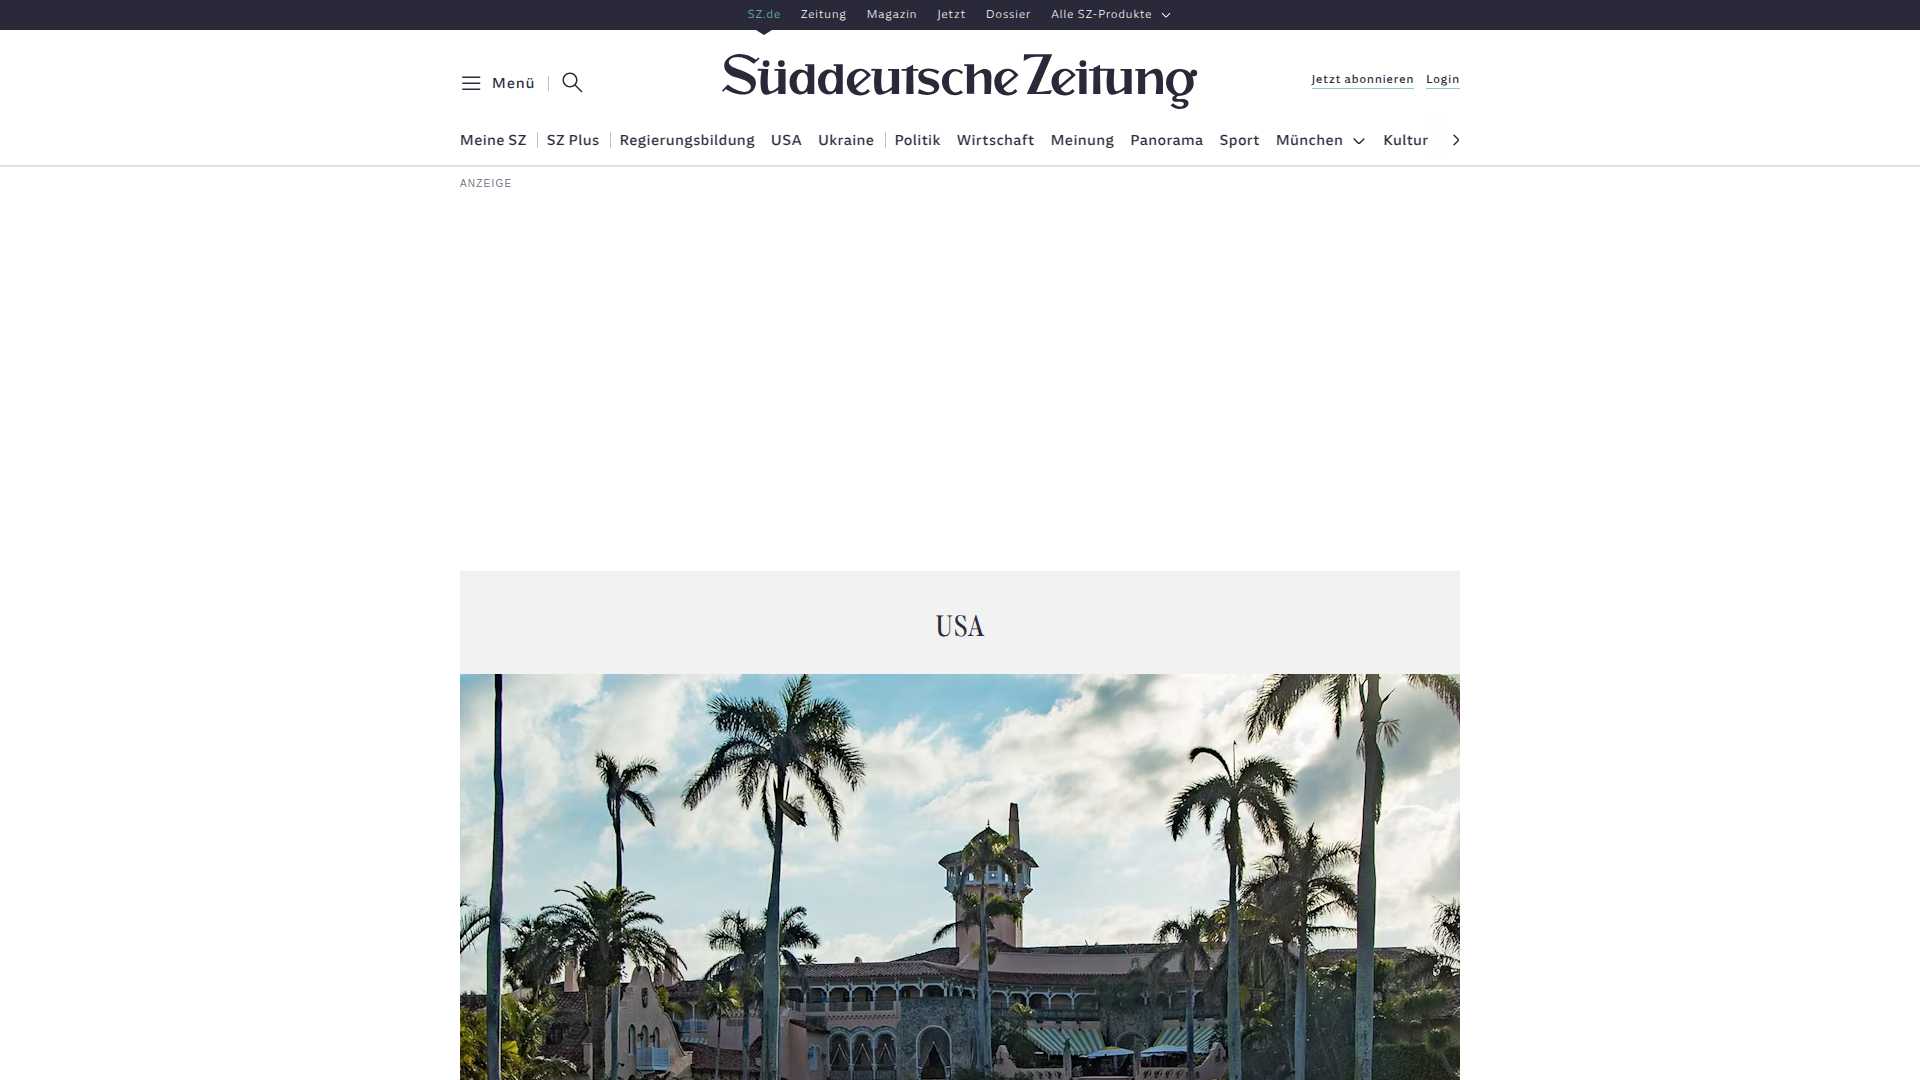 SZ.de Zeitung Magazin Jetzt Dossier Alle SZ-Produkte
Menü
Süddeutsche Zeitung
Jetzt abonnieren Login
Meine SZ SZ Plus Regierungsbildung USA Ukraine Politik Wirtschaft Meinung Panorama Sport München Kultur
ANZEIGE
USA